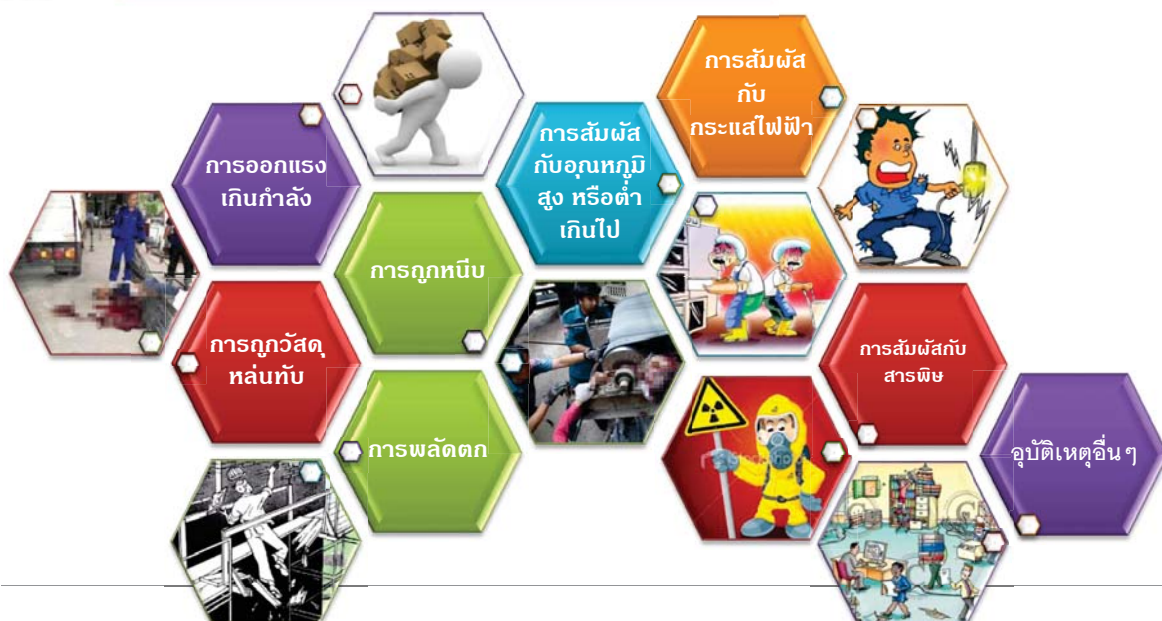 การสัมผัส
กับ
กระแสไฟฟ้า
การออกแรง
เกินกำลัง
การสัมผัส
กับอุณหภูมิ
สูง หรือต่ำ
เกินไป
การถูกหนีบ
การถูกวัสดุ
หล่นทับ
การสัมผัสกับ
สารพิษ
การพลัดตก
อุบัติเหตุอื่นๆ